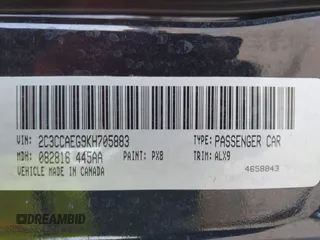 VIN: 2C3CCAEG9KH705883 TYPE: PASSENGER CAR
MDH: 082816 445AA PAINT: PX8 TRIM: ALX9
VEHICLE MADE IN CANADA 4658843
DREAMBID